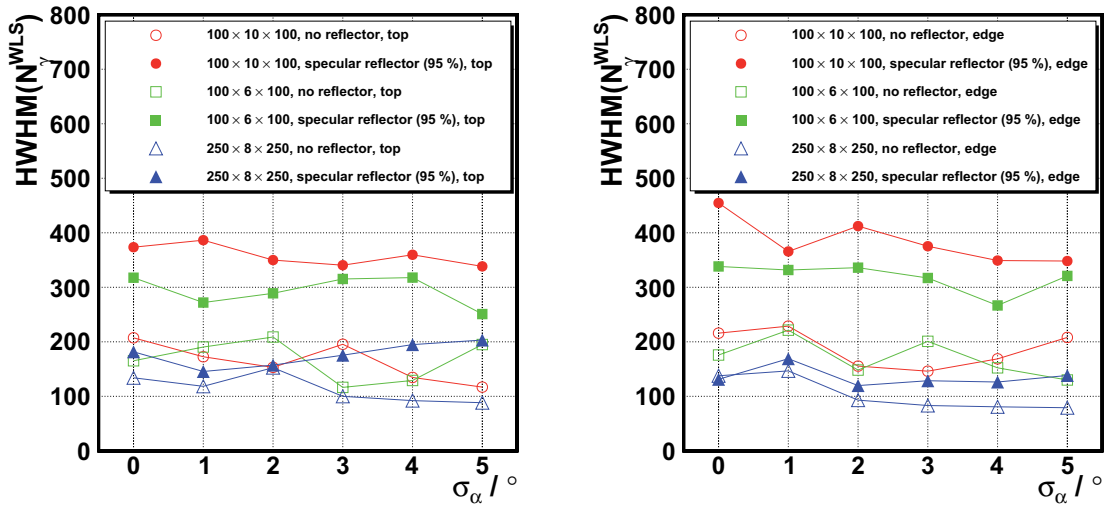 HWHM(N_γ^WLS)
800
700
600
500
400
300
200
100
0
100 × 10 × 100, no reflector, top
100 × 10 × 100, specular reflector (95 %), top
100 × 6 × 100, no reflector, top
100 × 6 × 100, specular reflector (95 %), top
250 × 8 × 250, no reflector, top
250 × 8 × 250, specular reflector (95 %), top
0 1 2 3 4 5
σ_α / °
HWHM(N_γ^WLS)
800
700
600
500
400
300
200
100
0
100 × 10 × 100, no reflector, edge
100 × 10 × 100, specular reflector (95 %), edge
100 × 6 × 100, no reflector, edge
100 × 6 × 100, specular reflector (95 %), edge
250 × 8 × 250, no reflector, edge
250 × 8 × 250, specular reflector (95 %), edge
0 1 2 3 4 5
σ_α / °